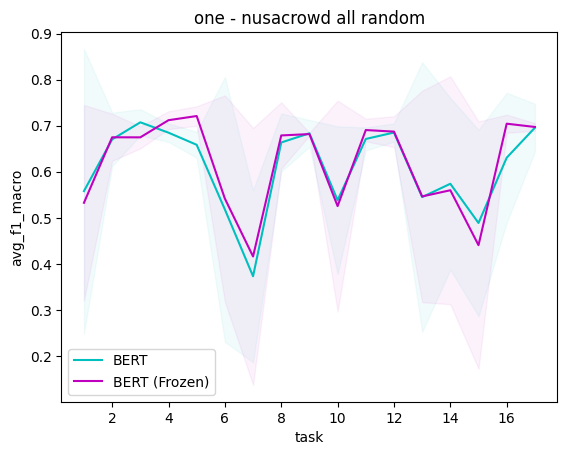 one - nusacrowd all random
avg_f1_macro
0.9
0.8
0.7
0.6
0.5
0.4
0.3
0.2
BERT
BERT (Frozen)
2 4 6 8 10 12 14 16
task